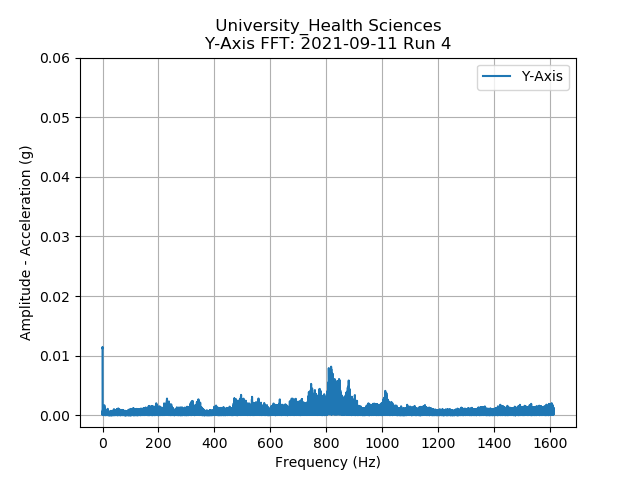 University_Health Sciences
Y-Axis FFT: 2021-09-11 Run 4
Y-Axis
0.06
0.05
0.04
0.03
0.02
0.01
0.00
Amplitude - Acceleration (g)
0 200 400 600 800 1000 1200 1400 1600
Frequency (Hz)